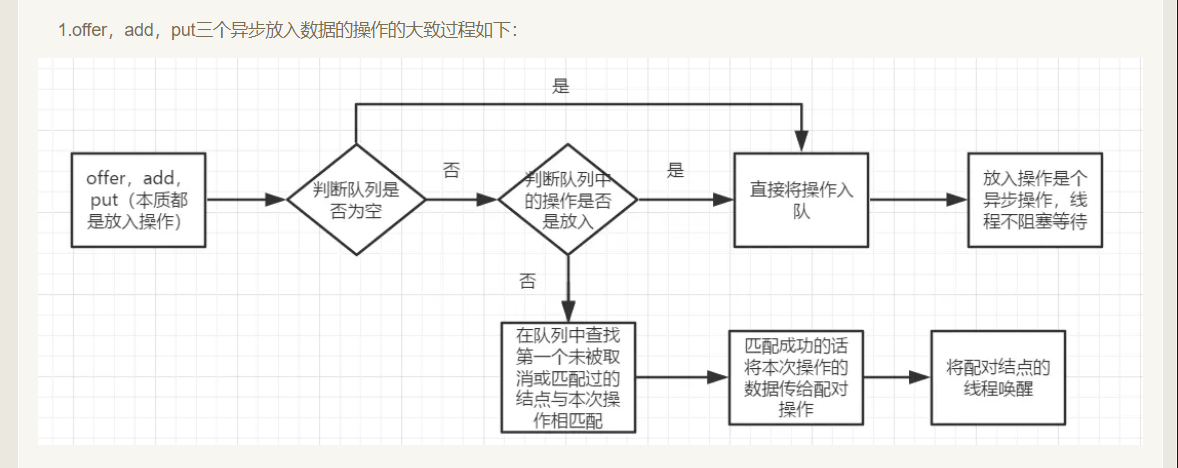 1.offer，add，put三个异步放入数据的操作的大致过程如下：
是
offer，add，
put（本质都
是放入操作）
判断队列是
否为空
否
判断队列中
的操作是否
是放入
是
直接将操作入
队
放入操作是个
异步操作，线
程不阻塞等待
否
在队列中查找
第一个未被取
消或匹配过的
结点与本次操
作相匹配
匹配成功的话
将本次操作的
数据传给配对
操作
将配对结点的
线程唤醒